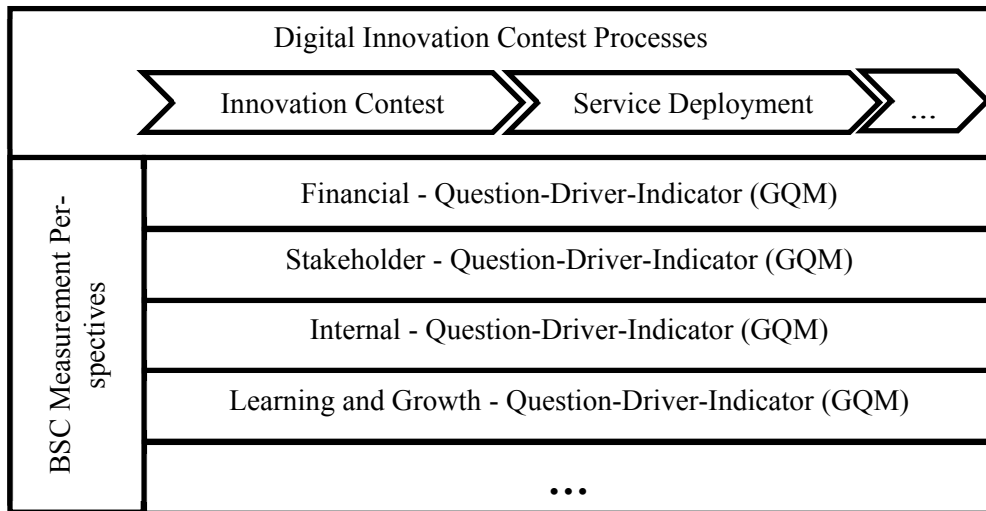 Digital Innovation Contest Processes
Innovation Contest
Service Deployment
...
BSC Measurement Per-
spectives
Financial - Question-Driver-Indicator (GQM)
Stakeholder - Question-Driver-Indicator (GQM)
Internal - Question-Driver-Indicator (GQM)
Learning and Growth - Question-Driver-Indicator (GQM)
...